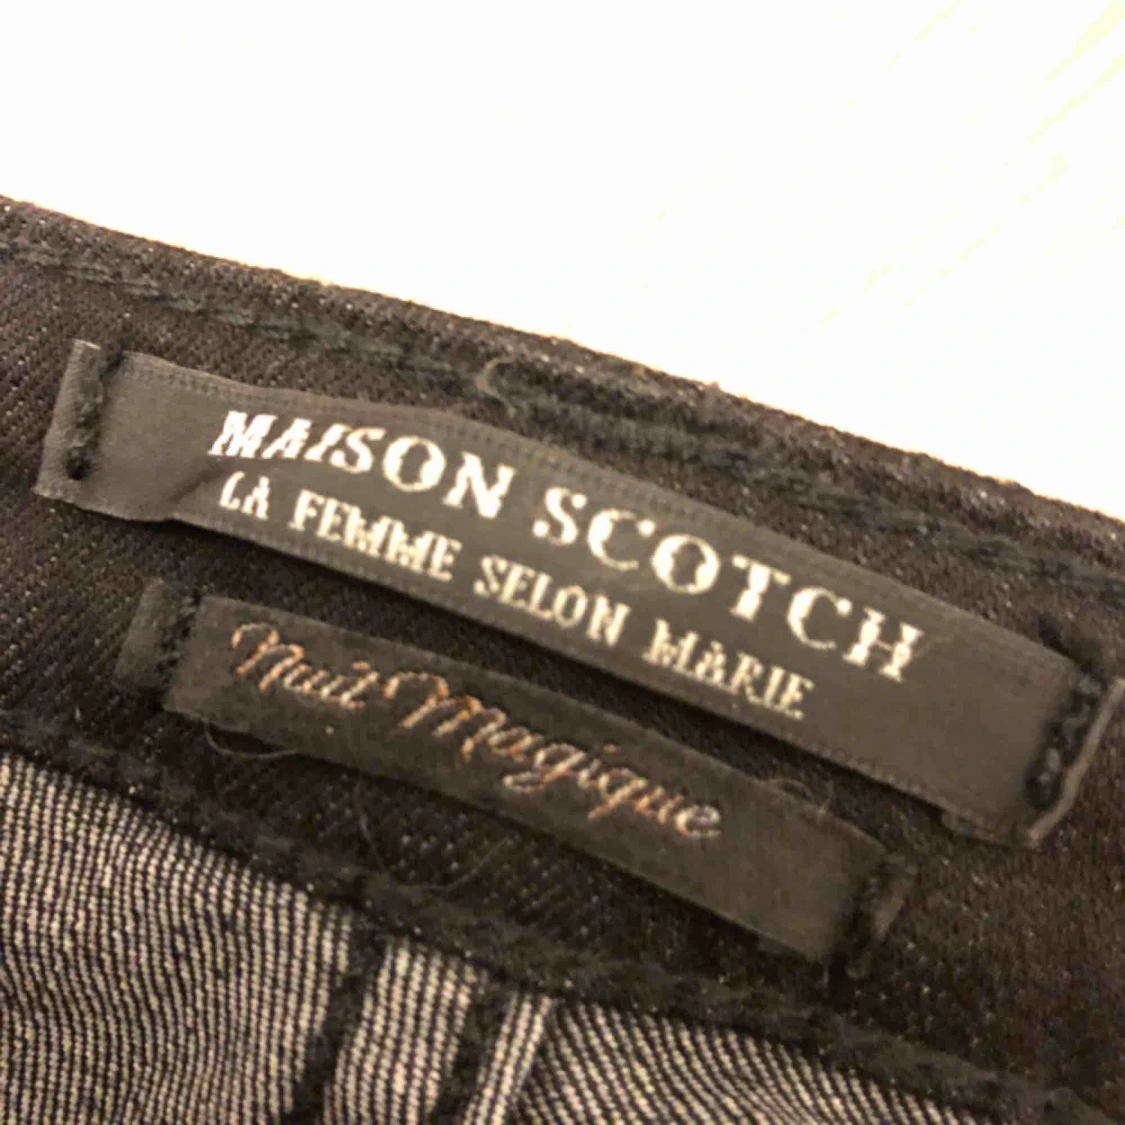 MAISON SCOTCH
LA FEMME SELON MARIE
Nuit Magique